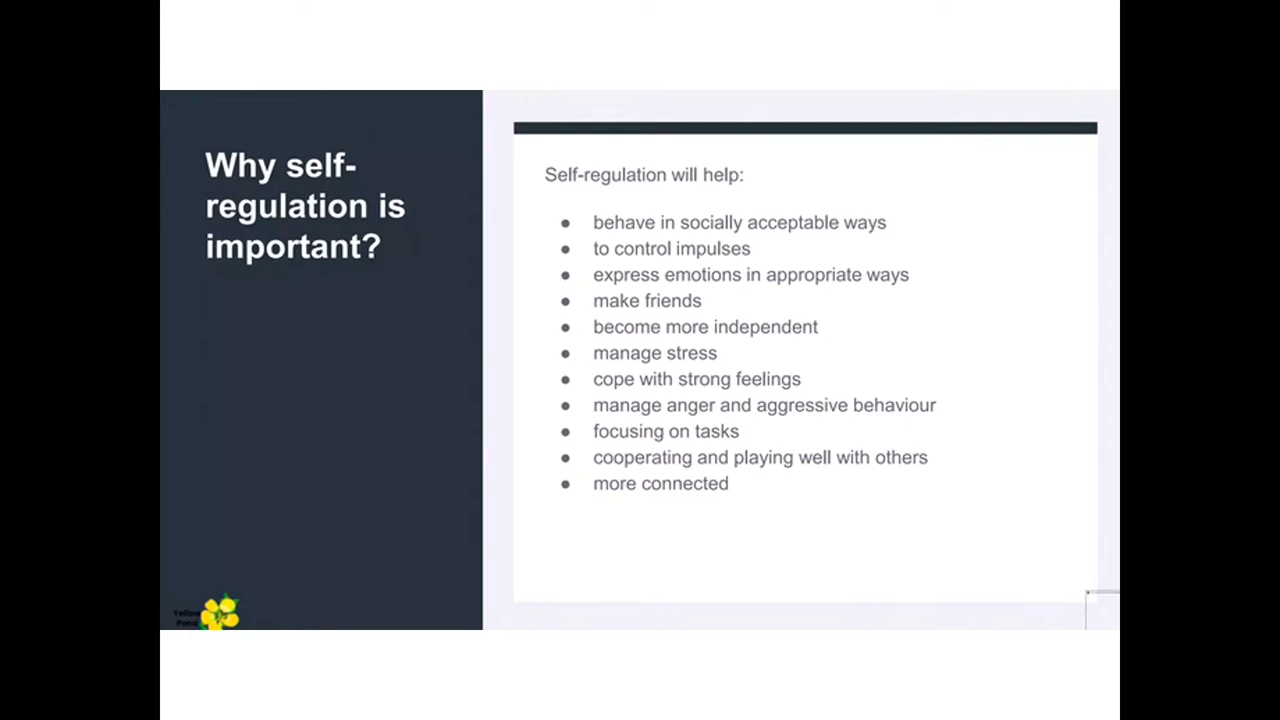 Why self-
regulation is
important?
Self-regulation will help:
● behave in socially acceptable ways
● to control impulses
● express emotions in appropriate ways
● make friends
● become more independent
● manage stress
● cope with strong feelings
● manage anger and aggressive behaviour
● focusing on tasks
● cooperating and playing well with others
● more connected
Yellow
Pond